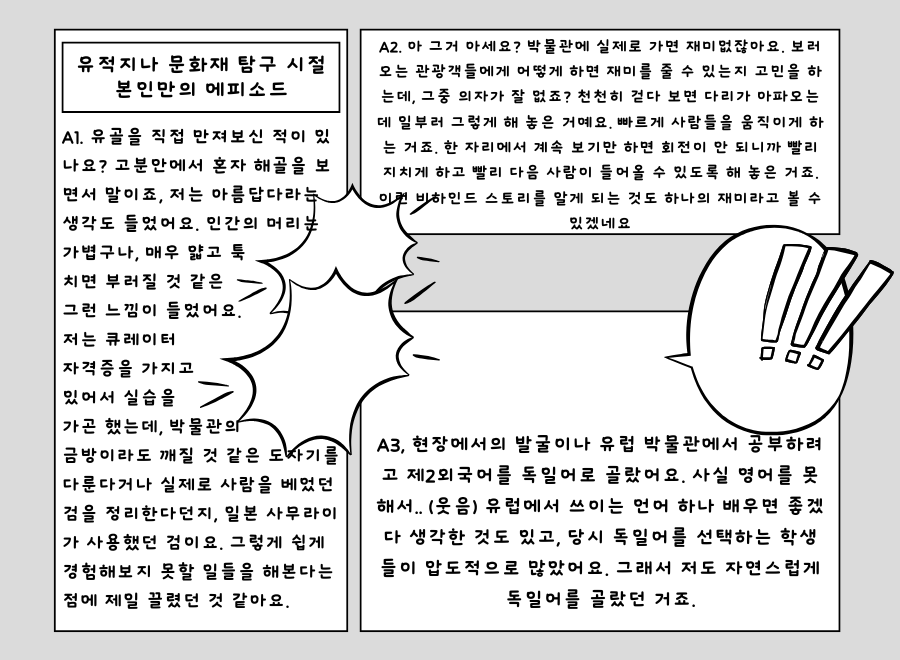 유적지나 문화재 탐구 시절
본인만의 에피소드
A1. 유골을 직접 만져보신 적이 있
나요? 고분안에서 혼자 해골을 보
면서 말이죠, 저는 아름답다라는
생각도 들었어요. 인간의 머리는
가볍구나, 매우 얇고 툭
치면 부러질 것 같은
그런 느낌이 들었어요.
저는 큐레이터
자격증을 가지고
있어서 실습을
가곤 했는데, 박물관의
금방이라도 깨질 것 같은 도자기를
다룬다거나 실제로 사람을 베었던
검을 정리한다던지, 일본 사무라이
가 사용했던 검이요. 그렇게 쉽게
경험해보지 못할 일들을 해본다는
점에 제일 끌렸던 것 같아요.
A2. 아 그거 아세요? 박물관에 실제로 가면 재미없잖아요. 보러
오는 관광객들에게 어떻게 하면 재미를 줄 수 있는지 고민을 하
는데, 그중 의자가 잘 없죠? 천천히 걷다 보면 다리가 아파오는
데 일부러 그렇게 해 놓은 거예요. 빠르게 사람들을 움직이게 하
는 거죠. 한 자리에서 계속 보기만 하면 회전이 안 되니까 빨리
지치게 하고 빨리 다음 사람이 들어올 수 있도록 해 놓은 거죠.
이런 비하인드 스토리를 알게 되는 것도 하나의 재미라고 볼 수
있겠네요
!!!
A3, 현장에서의 발굴이나 유럽 박물관에서 공부하려
고 제2외국어를 독일어로 골랐어요. 사실 영어를 못
해서.. (웃음) 유럽에서 쓰이는 언어 하나 배우면 좋겠
다 생각한 것도 있고, 당시 독일어를 선택하는 학생
들이 압도적으로 많았어요. 그래서 저도 자연스럽게
독일어를 골랐던 거죠.